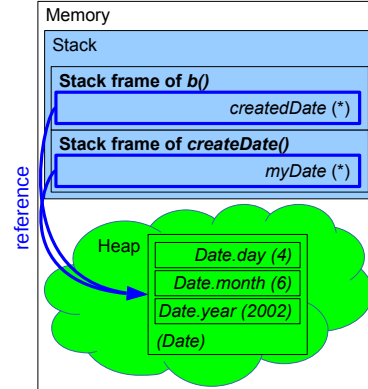 Memory
Stack
Stack frame of b()
createdDate (*)
Stack frame of createDate()
myDate (*)
reference
Heap
Date.day (4)
Date.month (6)
Date.year (2002)
(Date)